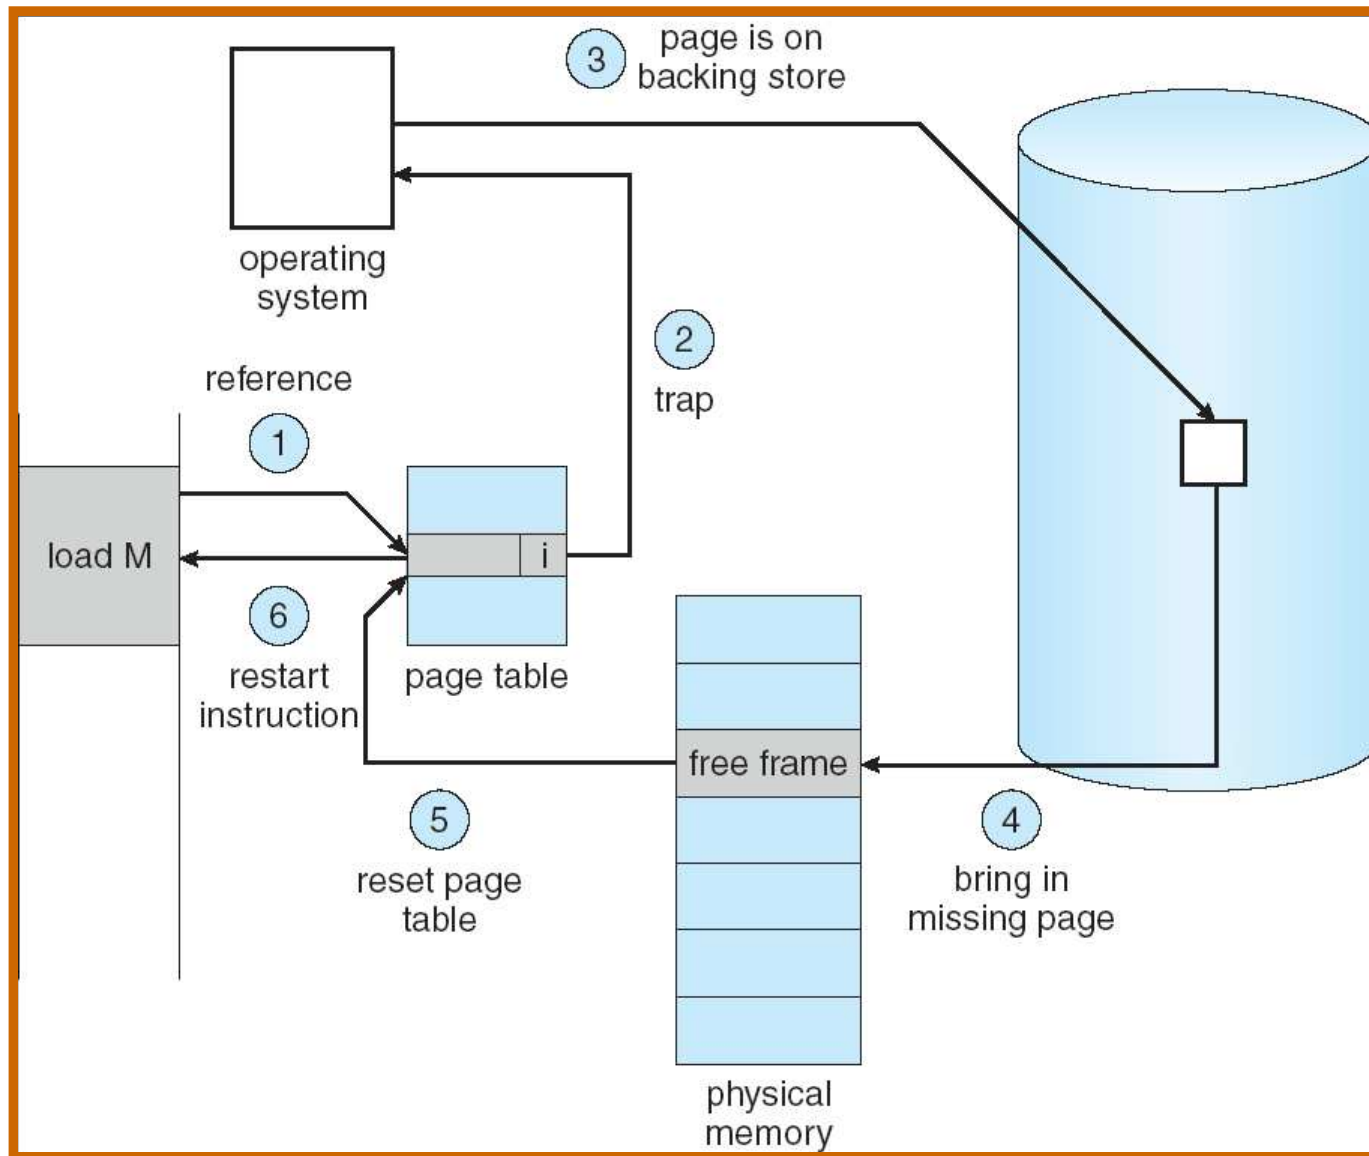 3
page is on
backing store
operating
system
2
trap
reference
1
load M
i
6
restart
instruction
page table
free frame
5
reset page
table
4
bring in
missing page
physical
memory